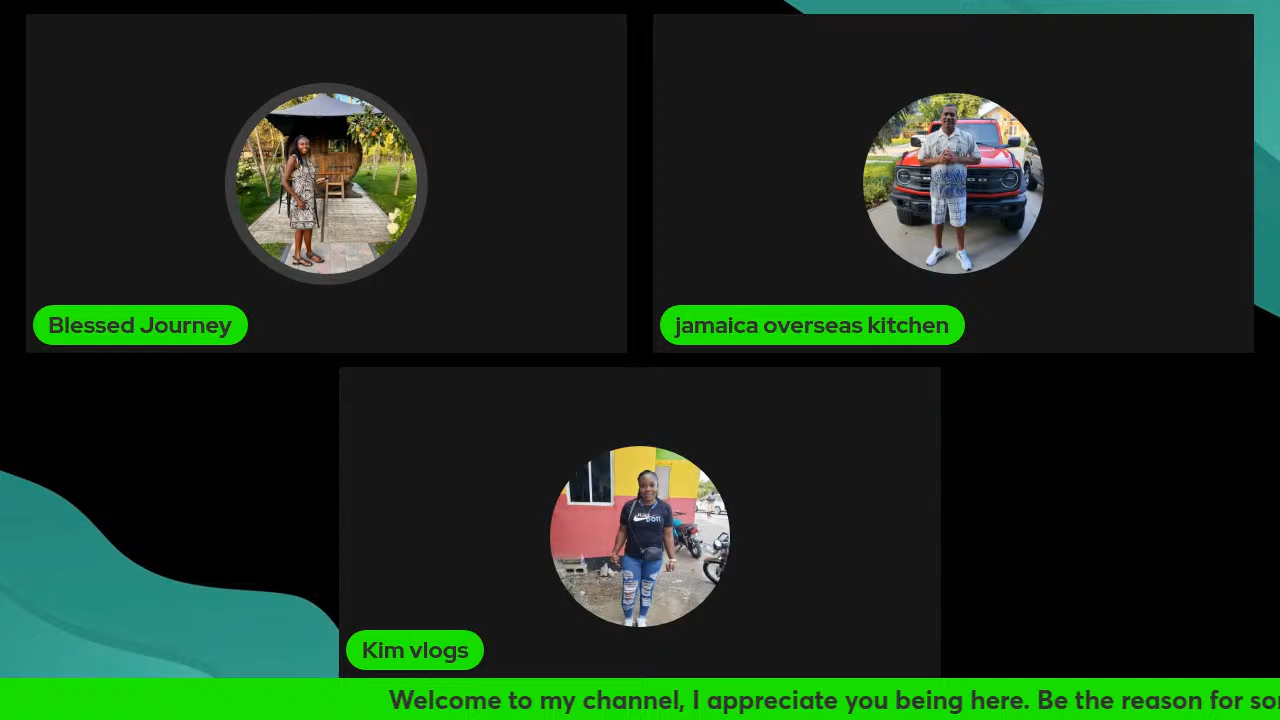 Blessed Journey
jamaica overseas kitchen
Kim vlogs
Welcome to my channel, I appreciate you being here. Be the reason for